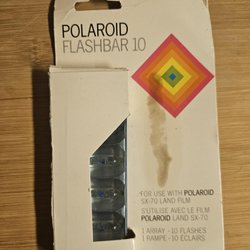 POLAROID
FLASHBAR 10
FOR USE WITH POLAROID
SX-70 LAND FILM
S'UTILISE AVEC LE FILM
POLAROID LAND SX-70
1 ARRAY - 10 FLASHES
1 RAMPE - 10 ÉCLAIRS